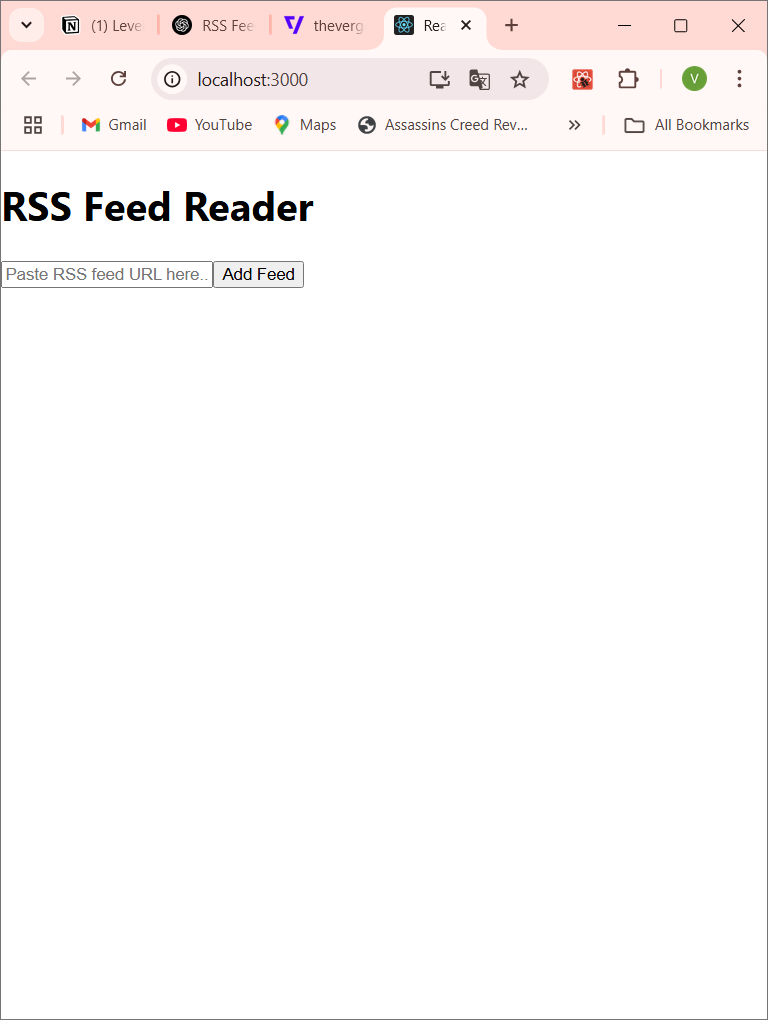 (1) Leve
RSS Fee
theverg
Rea
localhost:3000
V
Gmail
YouTube
Maps
Assassins Creed Rev...
All Bookmarks
RSS Feed Reader
Paste RSS feed URL here..
Add Feed